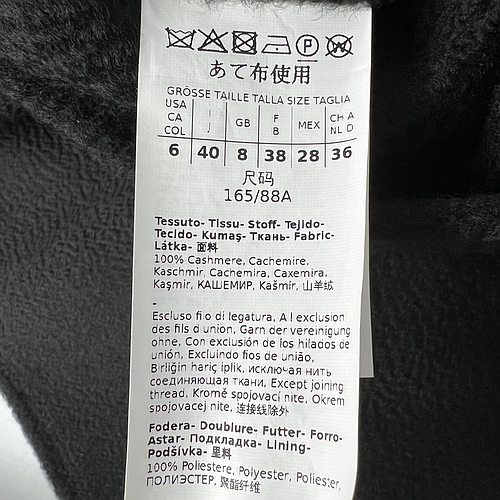 P W
あて布使用
GRÖSSE TAILLE TALLA SIZE TAGLIA
USA CA COL | I J | GB | F B | MEX | CH A NL D
6 | 40 | 8 | 38 | 28 | 36
尺码
165/88A
Tessuto- Tissu- Stoff- Tejido-
Tecido- Kumaş- Ткань- Fabric-
Látka- 面料
100% Cashmere, Cachemire,
Kaschmir, Cachemira, Caxemira,
Kaşmir, КАШЕМИР, Kašmír, 山羊绒
-
Escluso filo di legatura, A l exclusion
des fils d union, Garn der vereinigung
ohne, Con exclusión de los hilados de
unión, Excluindo fios de união,
Birliğin hariç iplik, исключая нить
соединяющая ткани, Except joining
thread, Kromě spojovací nite, Okrem
spojovacej nite, 连接线除外
Fodera- Doublure- Futter- Forro-
Astar- Подкладка- Lining-
Podšívka- 里料
100% Poliestere, Polyester, Poliester,
ПОЛИЭСТЕР, 聚酯纤维